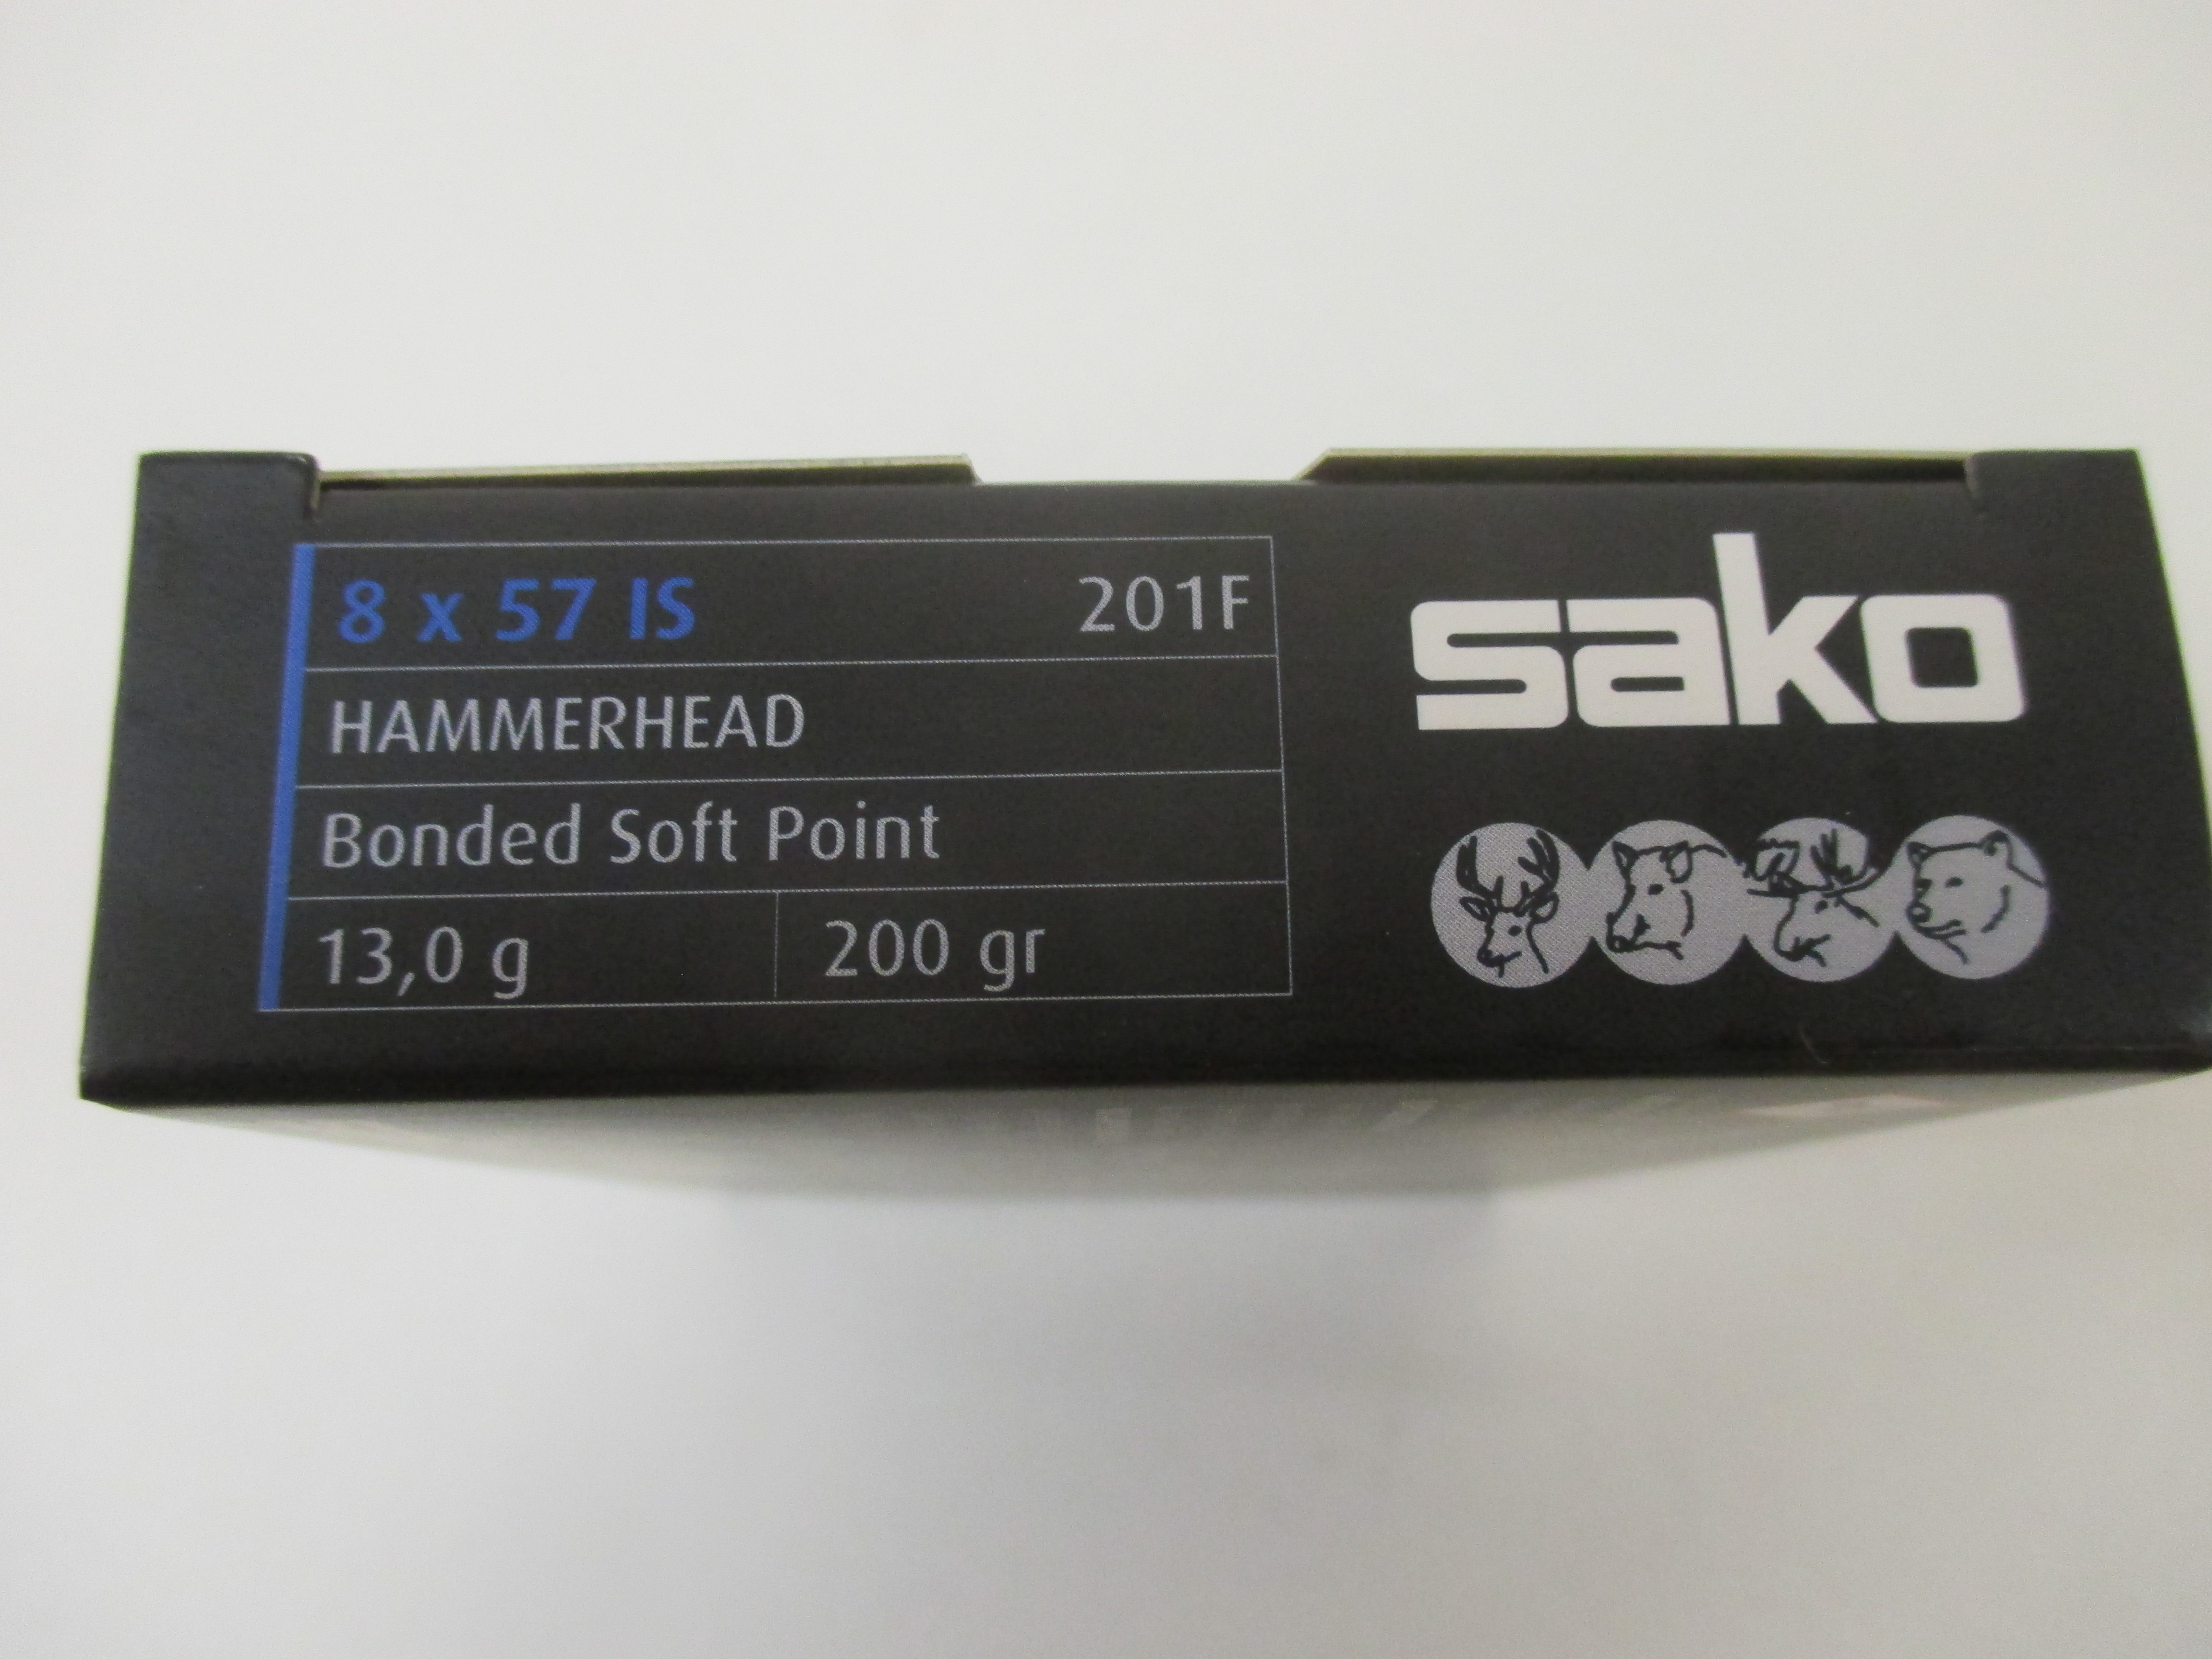 8 x 57 IS 201F
HAMMERHEAD
Bonded Soft Point
13,0 g 200 gr
sako